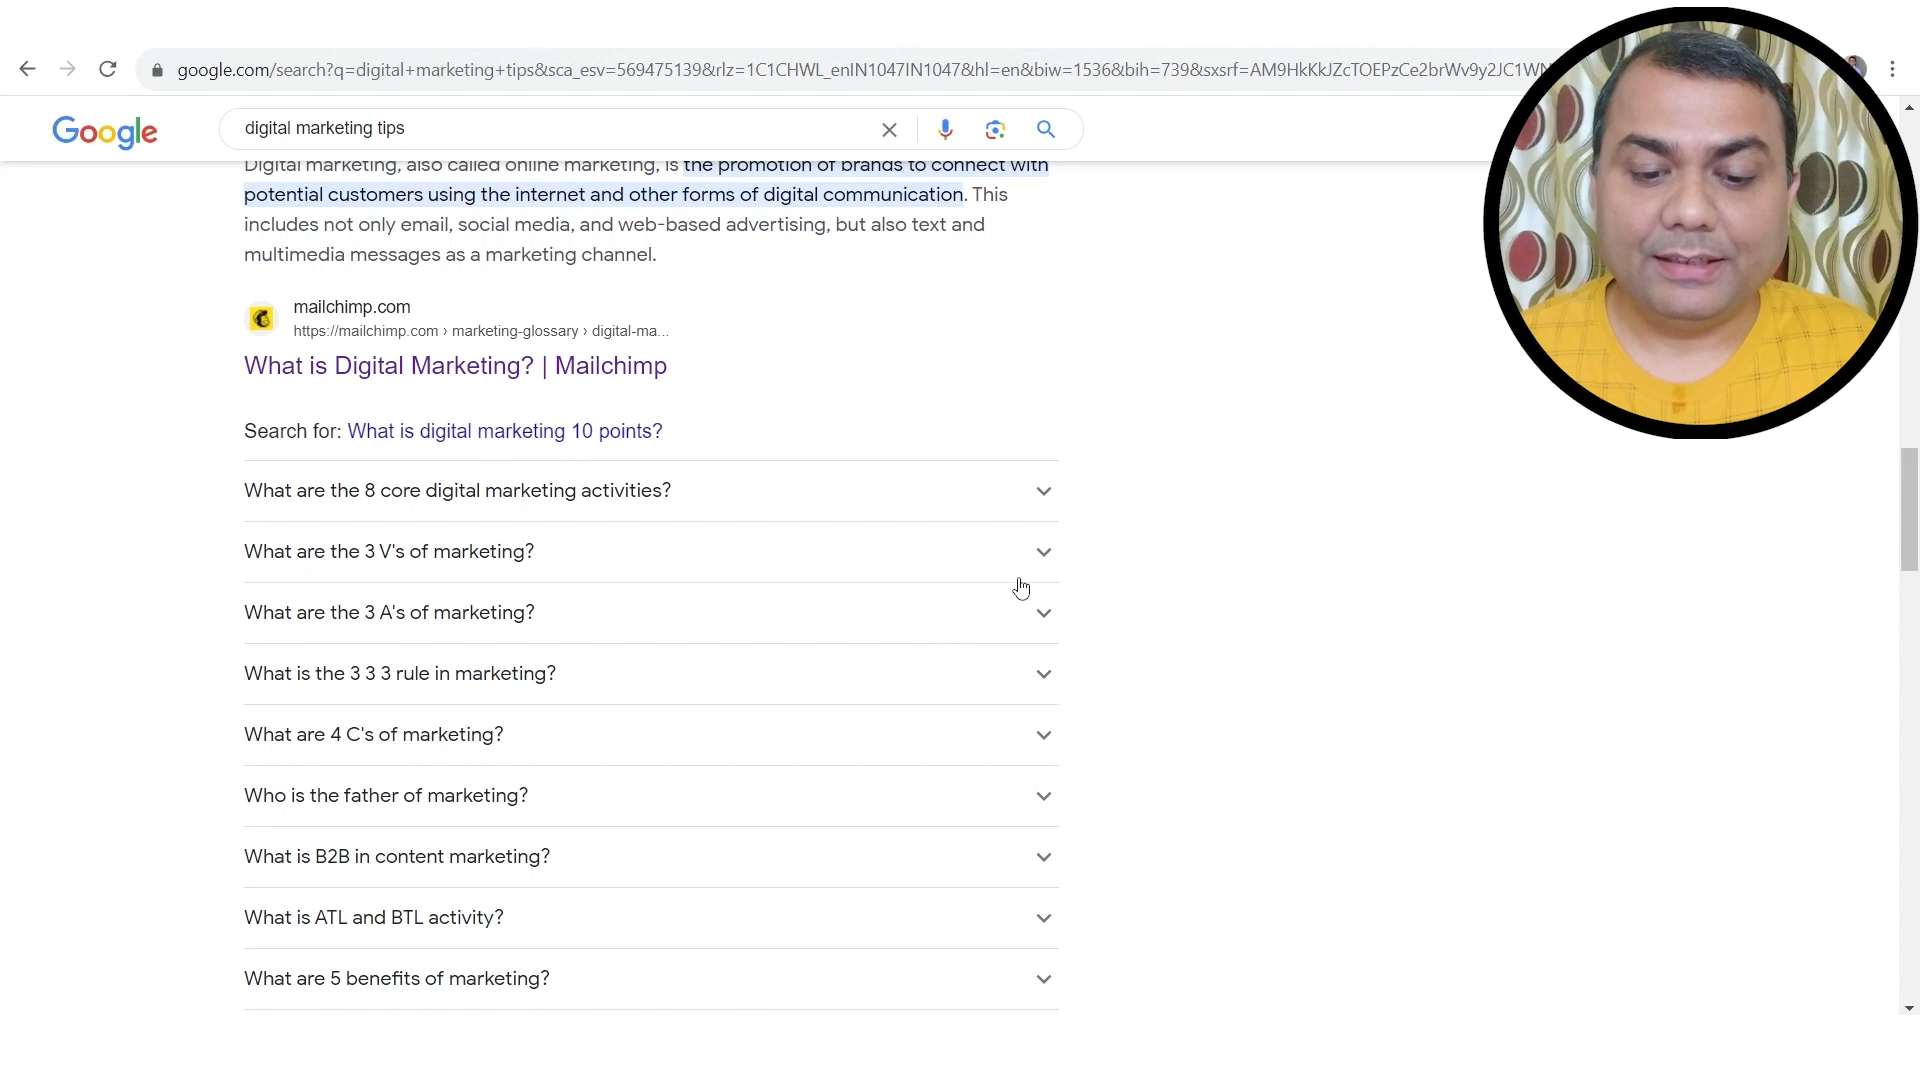 google.com/search?q=digital+marketing+tips&sca_esv=569475139&rlz=1C1CHWL_enIN1047IN1047&hl=en&biw=1536&bih=739&sxsrf=AM9HkKkJZcTOEPzCe2brWv9y2JC1WN
Google
digital marketing tips
Digital marketing, also called online marketing, is the promotion of brands to connect with
potential customers using the internet and other forms of digital communication. This
includes not only email, social media, and web-based advertising, but also text and
multimedia messages as a marketing channel.
mailchimp.com
https://mailchimp.com › marketing-glossary › digital-ma...
What is Digital Marketing? | Mailchimp
Search for: What is digital marketing 10 points?
What are the 8 core digital marketing activities?
What are the 3 V's of marketing?
What are the 3 A's of marketing?
What is the 3 3 3 rule in marketing?
What are 4 C's of marketing?
Who is the father of marketing?
What is B2B in content marketing?
What is ATL and BTL activity?
What are 5 benefits of marketing?